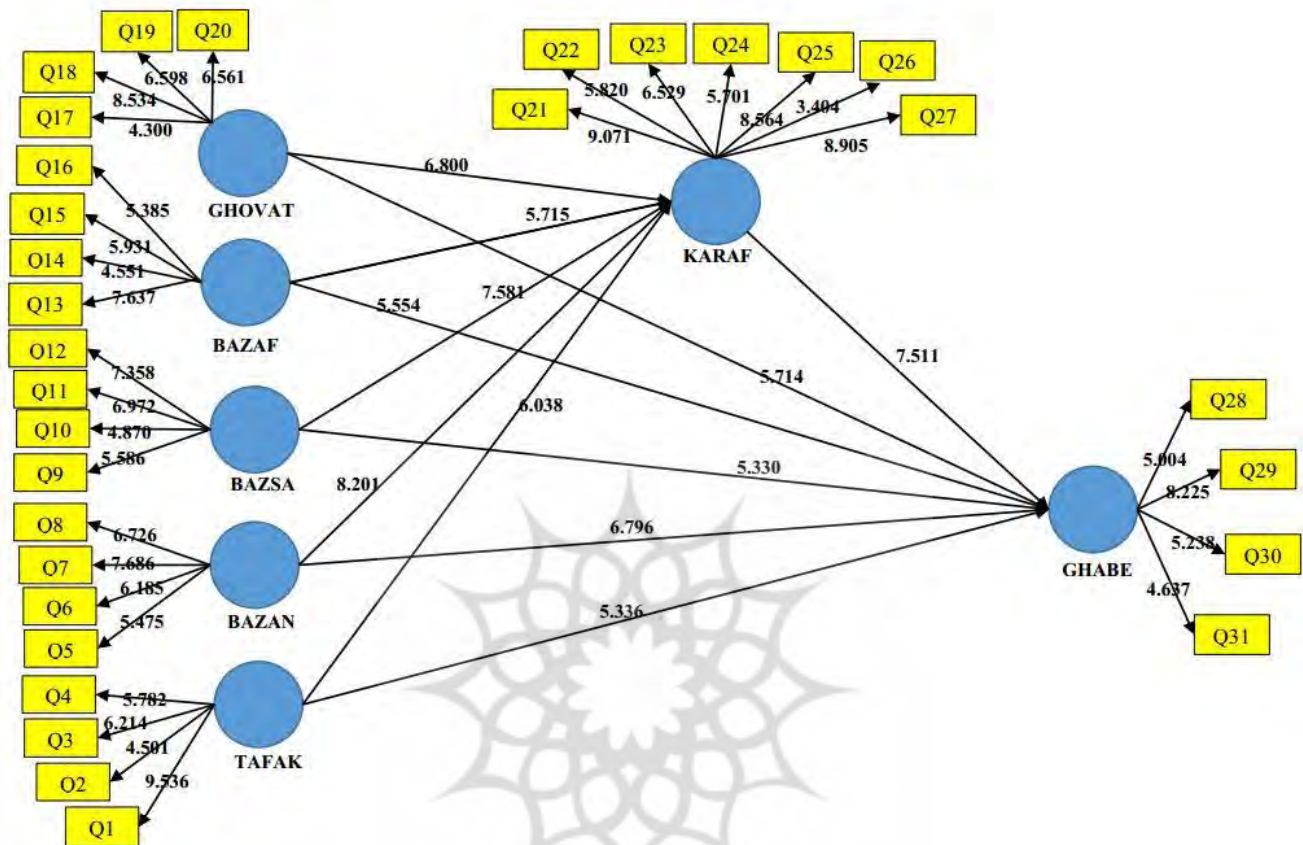 Q19
Q20
Q18
6.598
6.561
8.534
Q17
4.300
GHOVAT
Q16
5.385
Q15
5.931
O14
4.551
Q13
7.637
BAZAF
O12
7.358
Q11
6.972
Q10
4.870
Q9
5.586
BAZSA
Q8
6.726
Q7
7.686
Q6
6.185
Q5
5.475
BAZAN
Q4
5.782
Q3
6.214
O2
4.501
Q1
9.536
TAFAK
Q22
Q23
Q24
Q25
Q26
Q21
Q27
5.820
6.529
5.701
8.564
3.404
9.071
8.905
KARAF
6.800
5.715
7.581
5.554
8.201
6.038
5.714
7.511
5.330
6.796
5.336
Q28
5.004
Q29
8.225
Q30
5.238
Q31
4.637
GHABE